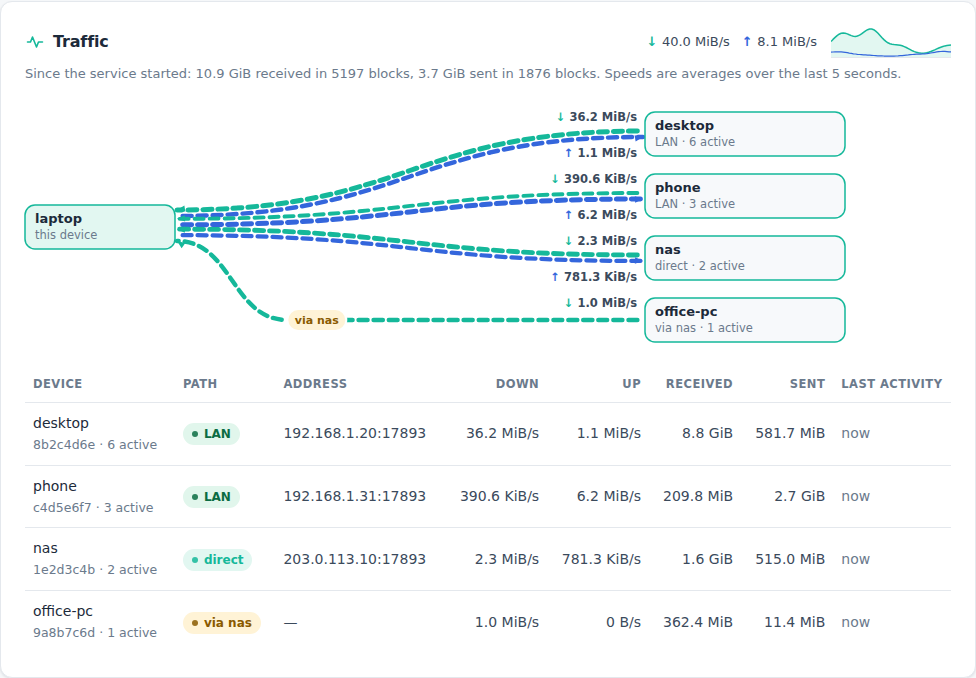 Traffic
↓ 40.0 MiB/s ↑ 8.1 MiB/s
Since the service started: 10.9 GiB received in 5197 blocks, 3.7 GiB sent in 1876 blocks. Speeds are averages over the last 5 seconds.
↓ 36.2 MiB/s
desktop
LAN · 6 active
↑ 1.1 MiB/s
↓ 390.6 KiB/s
phone
LAN · 3 active
↑ 6.2 MiB/s
laptop
this device
↓ 2.3 MiB/s
nas
direct · 2 active
↑ 781.3 KiB/s
↓ 1.0 MiB/s
office-pc
via nas · 1 active
via nas
DEVICE PATH ADDRESS DOWN UP RECEIVED SENT LAST ACTIVITY
desktop
8b2c4d6e · 6 active
LAN 192.168.1.20:17893 36.2 MiB/s 1.1 MiB/s 8.8 GiB 581.7 MiB now
phone
c4d5e6f7 · 3 active
LAN 192.168.1.31:17893 390.6 KiB/s 6.2 MiB/s 209.8 MiB 2.7 GiB now
nas
1e2d3c4b · 2 active
direct 203.0.113.10:17893 2.3 MiB/s 781.3 KiB/s 1.6 GiB 515.0 MiB now
office-pc
9a8b7c6d · 1 active
via nas — 1.0 MiB/s 0 B/s 362.4 MiB 11.4 MiB now